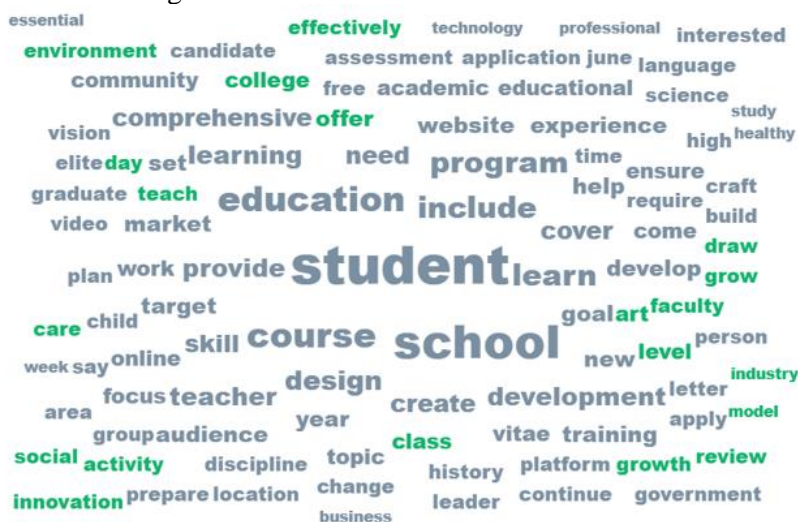 essential effectively technology professional interested
environment candidate assessment application june language
community college free academic educational science
vision comprehensive offer website experience high study healthy
elite day set learning need program time ensure
graduate teach education include help require craft
video market cover come build
plan work provide student learn develop draw grow
care child target goal art faculty
week say online skill course school new level person
area focus teacher design create development letter industry
group audience year class vitae training apply model
social activity discipline topic history platform growth review
innovation prepare location change leader continue government
business